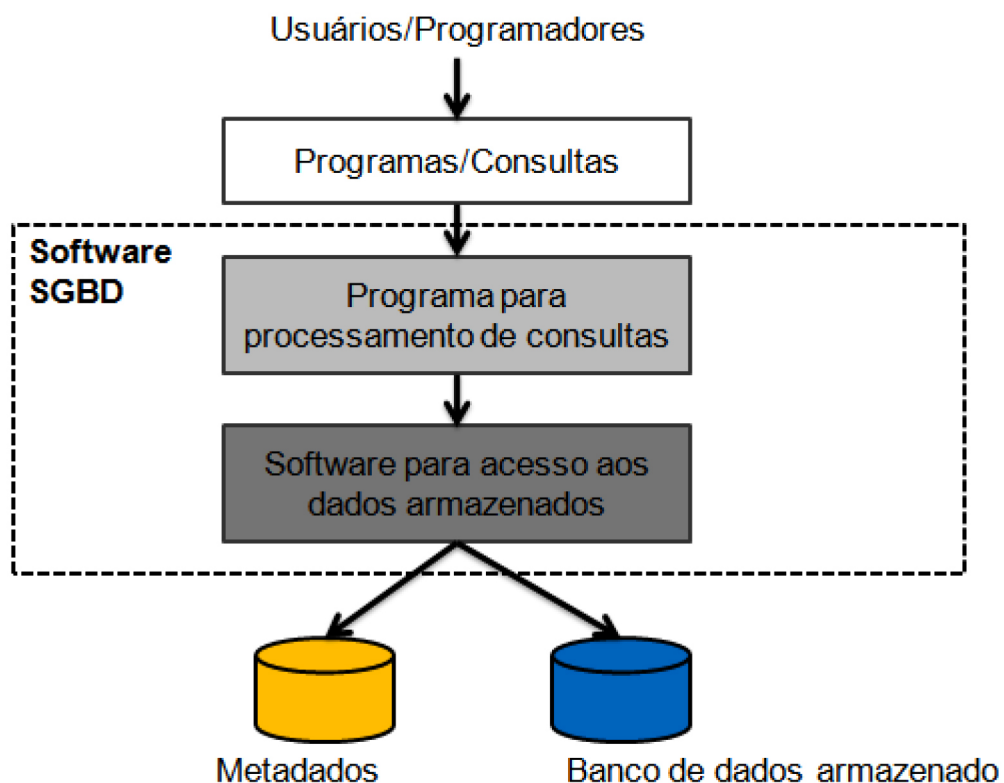 Usuários/Programadores
Programas/Consultas
Software
SGBD
Programa para
processamento de consultas
Software para acesso aos
dados armazenados
Metadados
Banco de dados armazenado